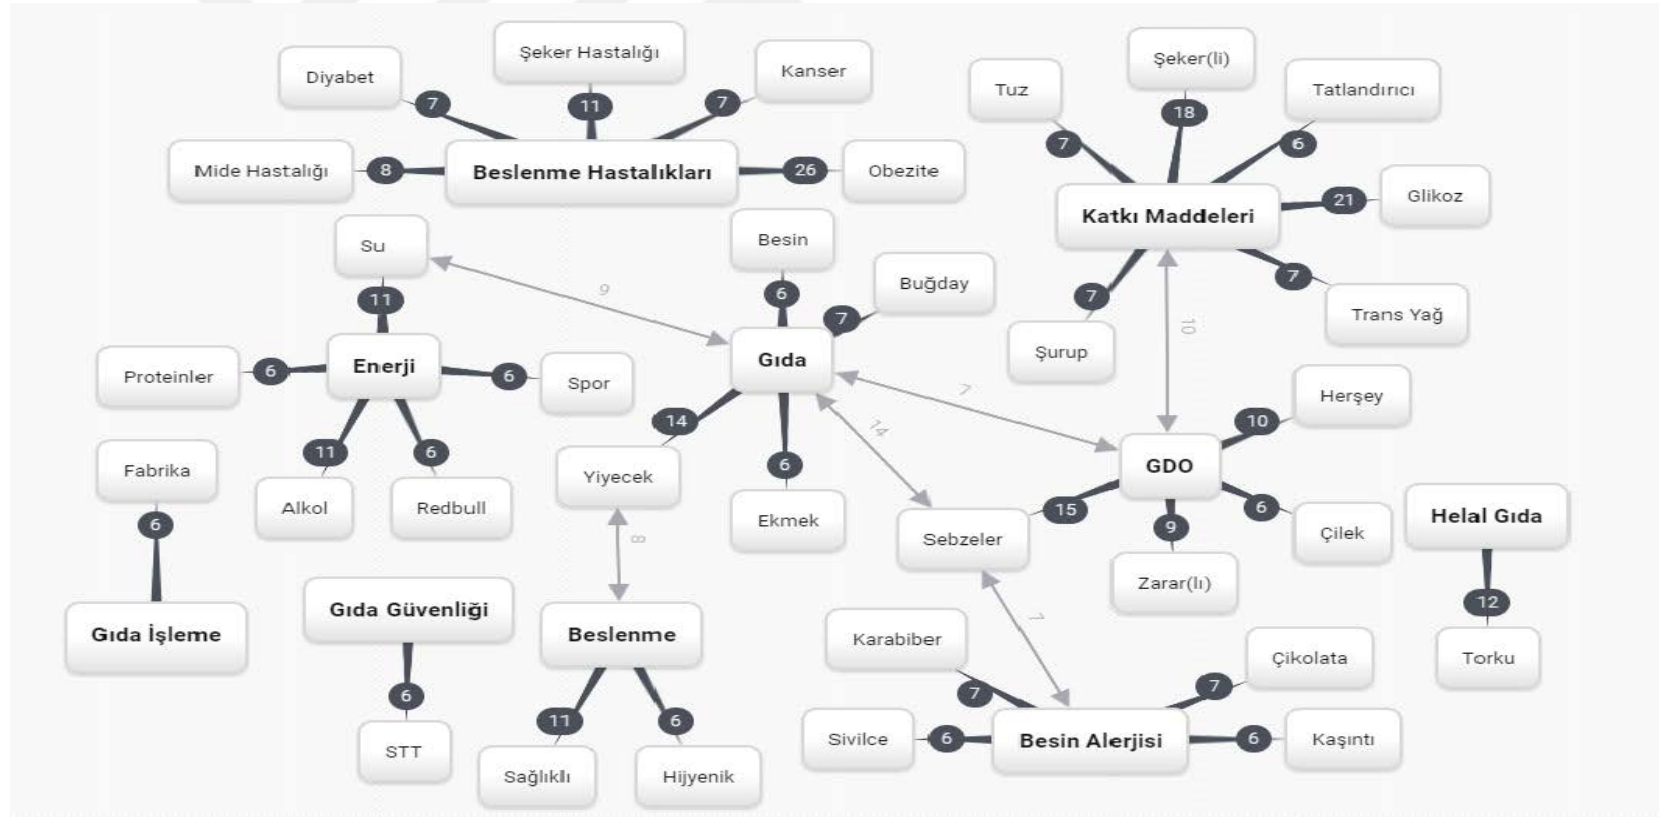 Şeker Hastalığı
Diyabet
Kanser
7
11
7
Mide Hastalığı
8
Beslenme Hastalıkları
26
Obezite
Şeker(li)
Tuz
Tatlandırıcı
18
7
6
Katkı Maddeleri
21
Glikoz
7
7
Trans Yağ
Şurup
10
Su
9
11
Enerji
Proteinler
6
6
Spor
11
6
Alkol
Redbull
Besin
Buğday
6
7
Gıda
14
6
Yiyecek
Ekmek
7
14
8
Herşey
10
GDO
15
9
6
Sebzeler
Zarar(lı)
Çilek
7
Fabrika
6
Gıda İşleme
Gıda Güvenliği
6
STT
Beslenme
11
6
Sağlıklı
Hijyenik
Karabiber
Çikolata
7
7
Sivilce
6
Besin Alerjisi
6
Kaşıntı
Helal Gıda
12
Torku